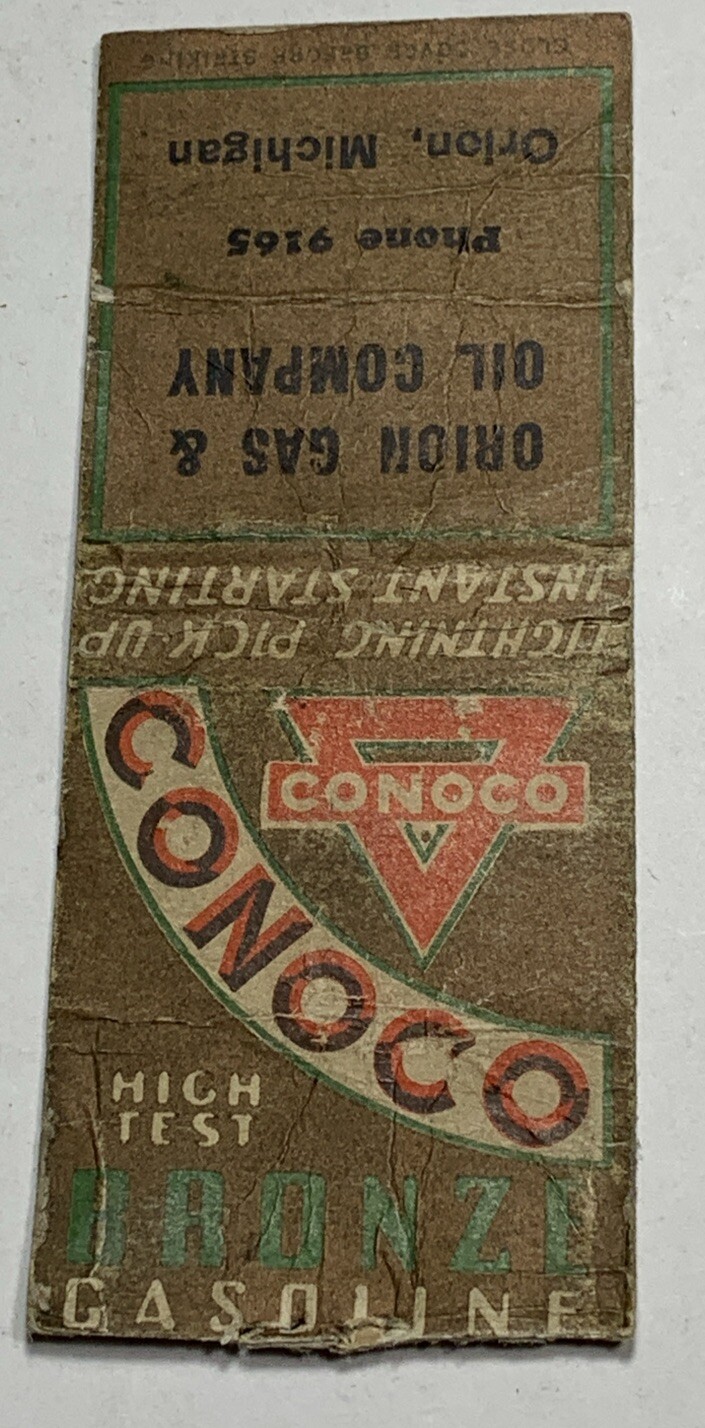 CLOSE COVER BEFORE STRIKING
Orion, Michigan
Phone 9165
ORION GAS &
OIL COMPANY
LIGHTNING PICK UP
INSTANT STARTING
CONOCO
CONOCO
HIGH
TEST
BRONZE
GASOLINE